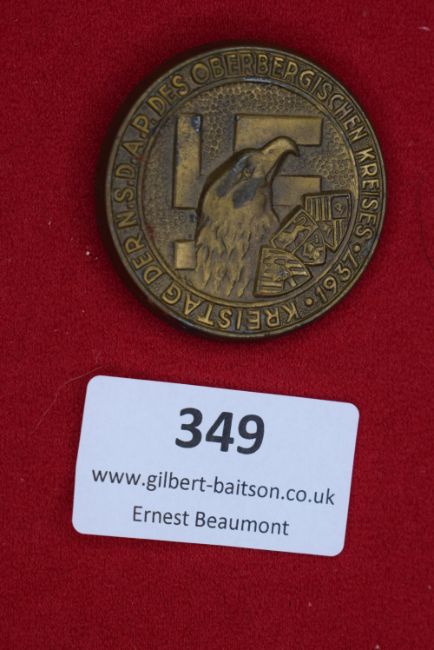 KREISTAG DER N.S.D.A.P. DES OBERBERGISCHEN KREISES • 1937 •
349
www.gilbert-baitson.co.uk
Ernest Beaumont